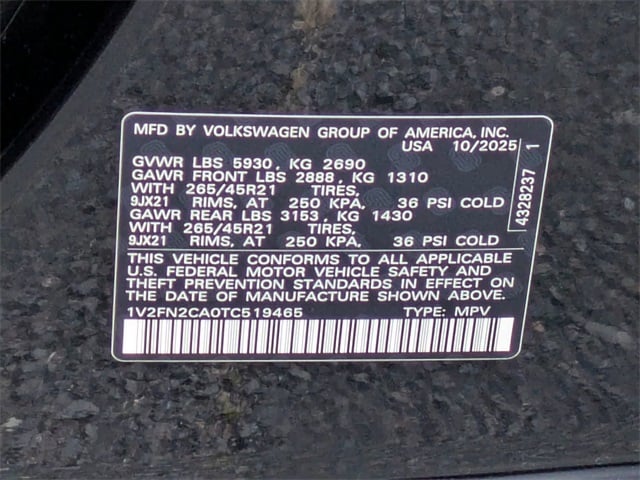 MFD BY VOLKSWAGEN GROUP OF AMERICA, INC.
USA 10/2025
GVWR LBS 5930, KG 2690
GAWR FRONT LBS 2888, KG 1310
WITH 265/45R21 TIRES,
9JX21 RIMS, AT 250 KPA, 36 PSI COLD
GAWR REAR LBS 3153, KG 1430
WITH 265/45R21 TIRES,
9JX21 RIMS, AT 250 KPA, 36 PSI COLD
THIS VEHICLE CONFORMS TO ALL APPLICABLE
U.S. FEDERAL MOTOR VEHICLE SAFETY AND
THEFT PREVENTION STANDARDS IN EFFECT ON
THE DATE OF MANUFACTURE SHOWN ABOVE.
1V2FN2CA0TC519465 TYPE: MPV
4328237 1